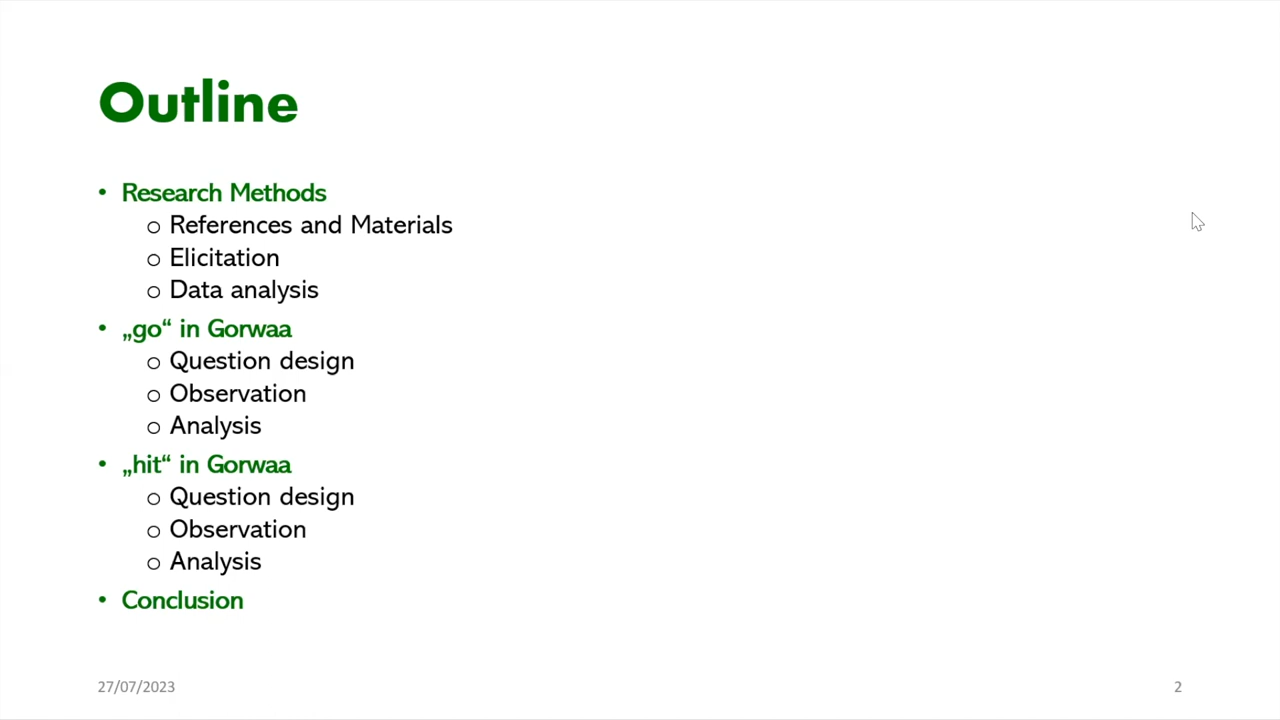 Outline
• Research Methods
o References and Materials
o Elicitation
o Data analysis
• „go“ in Gorwaa
o Question design
o Observation
o Analysis
• „hit“ in Gorwaa
o Question design
o Observation
o Analysis
• Conclusion
27/07/2023
2